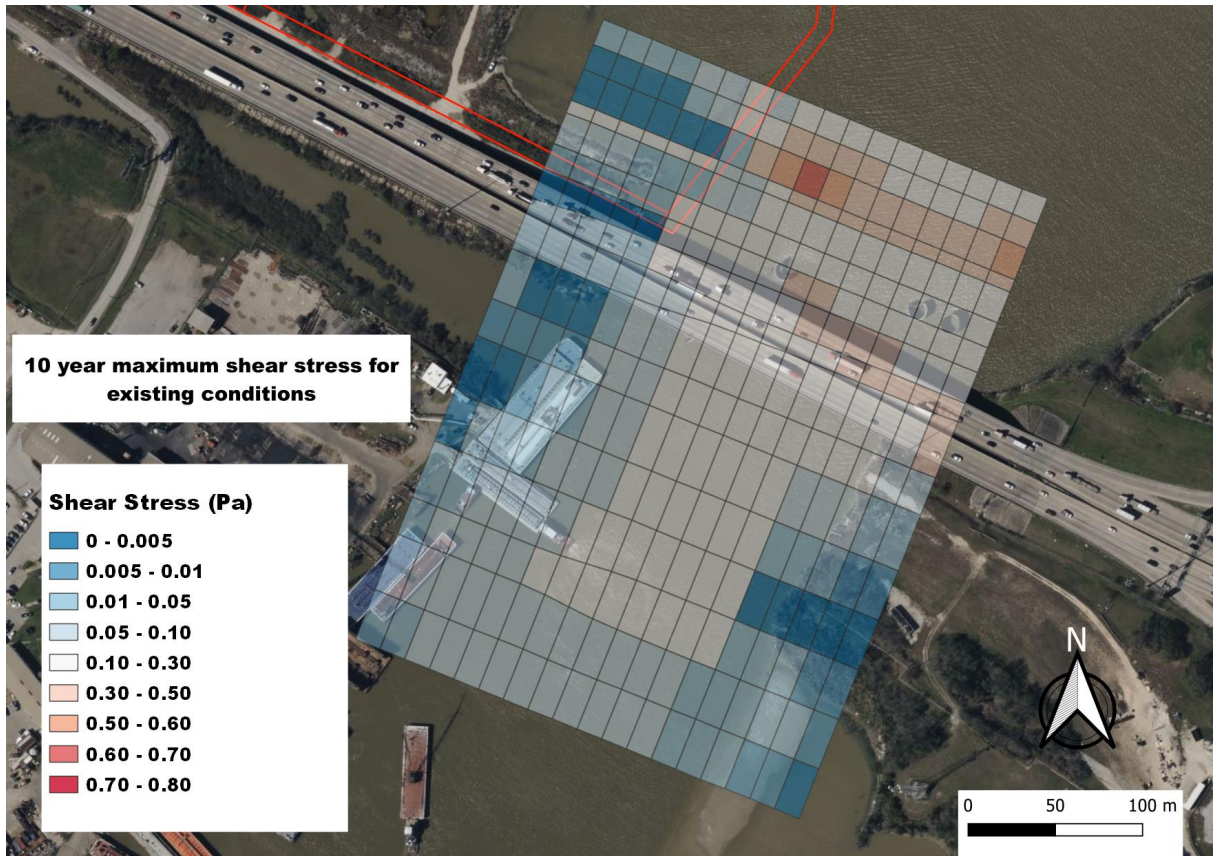 10 year maximum shear stress for
existing conditions
Shear Stress (Pa)
0 - 0.005
0.005 - 0.01
0.01 - 0.05
0.05 - 0.10
0.10 - 0.30
0.30 - 0.50
0.50 - 0.60
0.60 - 0.70
0.70 - 0.80
N
0 50 100 m